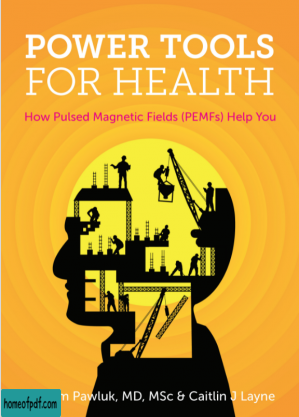 POWER TOOLS
FOR HEALTH
How Pulsed Magnetic Fields (PEMFs) Help You
Pawluk, MD, MSc & Caitlin J Layne
homeofpdf.com